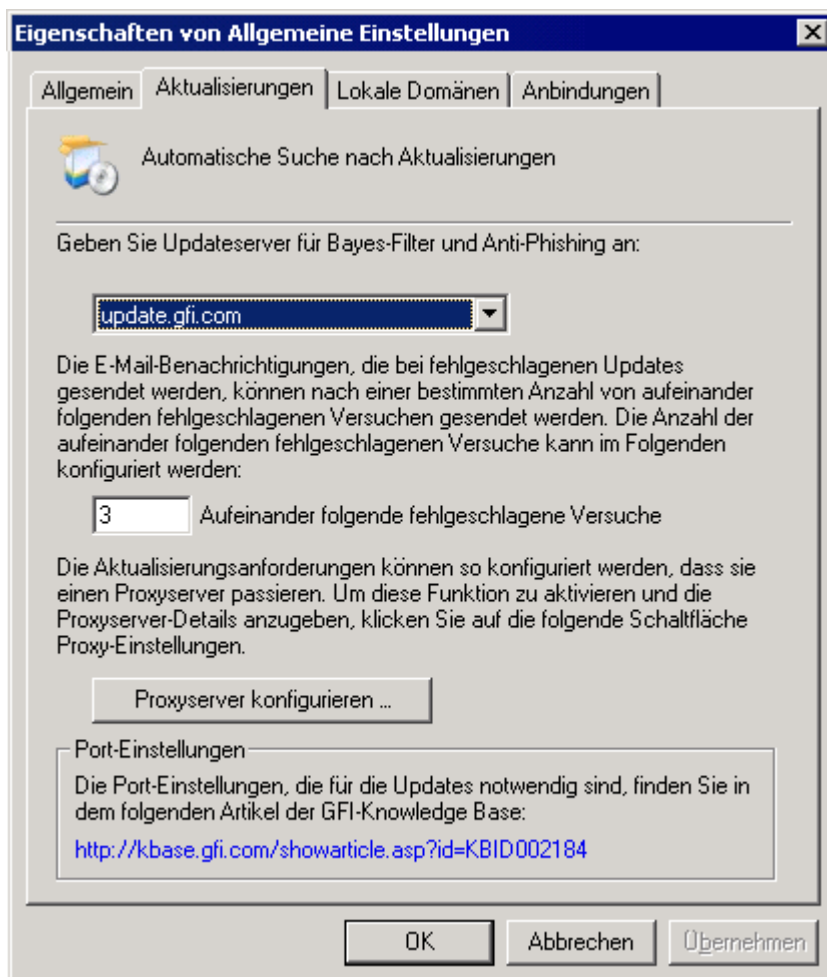 Eigenschaften von Allgemeine Einstellungen
Allgemein
Aktualisierungen
Lokale Domänen
Anbindungen
Automatische Suche nach Aktualisierungen
Geben Sie Updateserver für Bayes-Filter und Anti-Phishing an:
update.gfi.com
Die E-Mail-Benachrichtigungen, die bei fehlgeschlagenen Updates
gesendet werden, können nach einer bestimmten Anzahl von aufeinander
folgenden fehlgeschlagenen Versuchen gesendet werden. Die Anzahl der
aufeinander folgenden fehlgeschlagenen Versuche kann im Folgenden
konfiguriert werden:
3 Aufeinander folgende fehlgeschlagene Versuche
Die Aktualisierungsanforderungen können so konfiguriert werden, dass sie
einen Proxyserver passieren. Um diese Funktion zu aktivieren und die
Proxyserver-Details anzugeben, klicken Sie auf die folgende Schaltfläche
Proxy-Einstellungen.
Proxyserver konfigurieren ...
Port-Einstellungen
Die Port-Einstellungen, die für die Updates notwendig sind, finden Sie in
dem folgenden Artikel der GFI-Knowledge Base:
http://kbase.gfi.com/showarticle.asp?id=KBID002184
OK
Abbrechen
Übernehmen